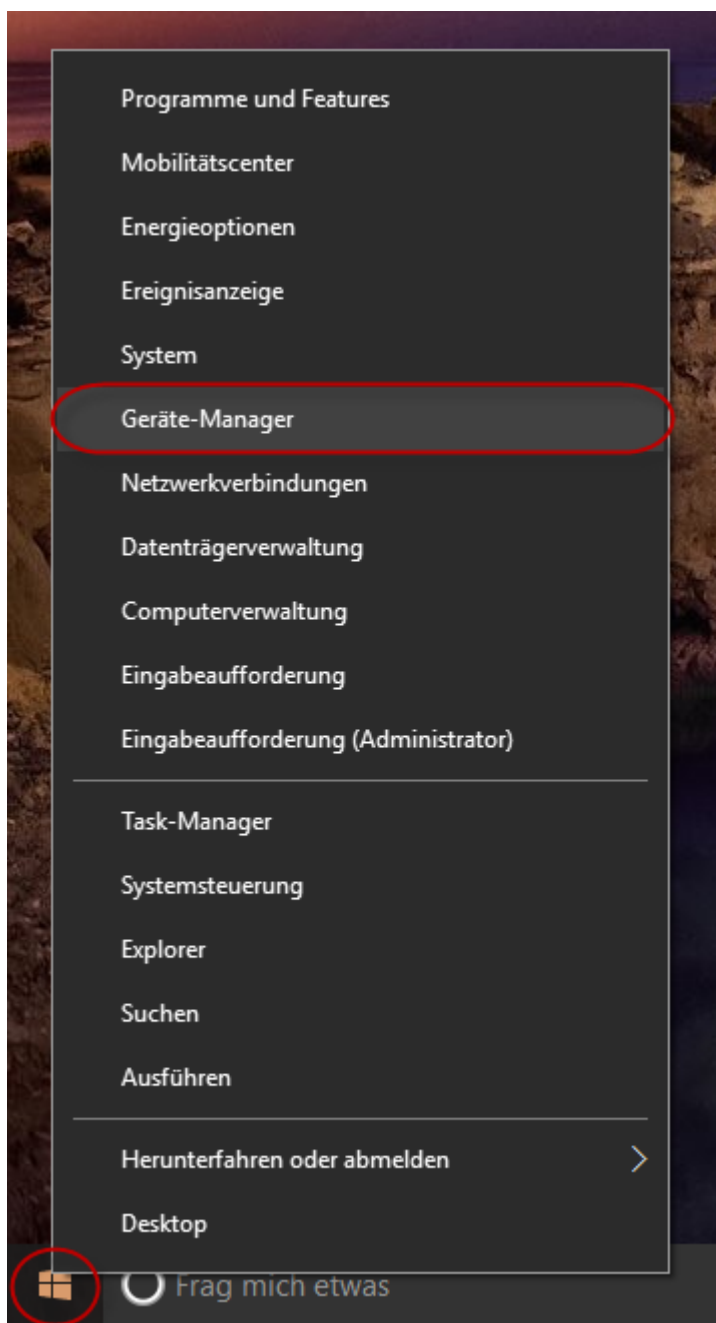 Programme und Features
Mobilitätscenter
Energieoptionen
Ereignisanzeige
System
Geräte-Manager
Netzwerkverbindungen
Datenträgerverwaltung
Computerverwaltung
Eingabeaufforderung
Eingabeaufforderung (Administrator)
Task-Manager
Systemsteuerung
Explorer
Suchen
Ausführen
Herunterfahren oder abmelden
Desktop
Frag mich etwas